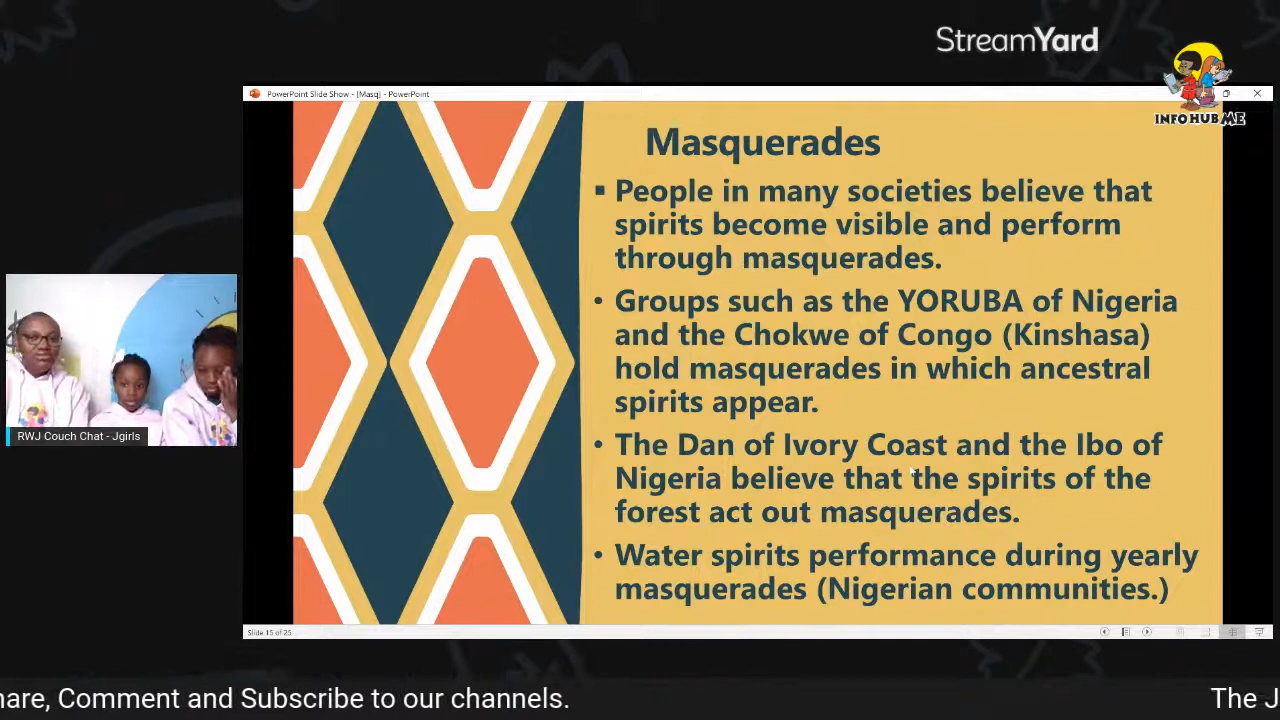 StreamYard
PowerPoint Slide Show - [Masq] - PowerPoint
INFO HUB ME
Masquerades
▪ People in many societies believe that
spirits become visible and perform
through masquerades.
• Groups such as the YORUBA of Nigeria
and the Chokwe of Congo (Kinshasa)
hold masquerades in which ancestral
spirits appear.
• The Dan of Ivory Coast and the Ibo of
Nigeria believe that the spirits of the
forest act out masquerades.
• Water spirits performance during yearly
masquerades (Nigerian communities.)
RWJ Couch Chat - Jgirls
Slide 15 of 25
hare, Comment and Subscribe to our channels. The J